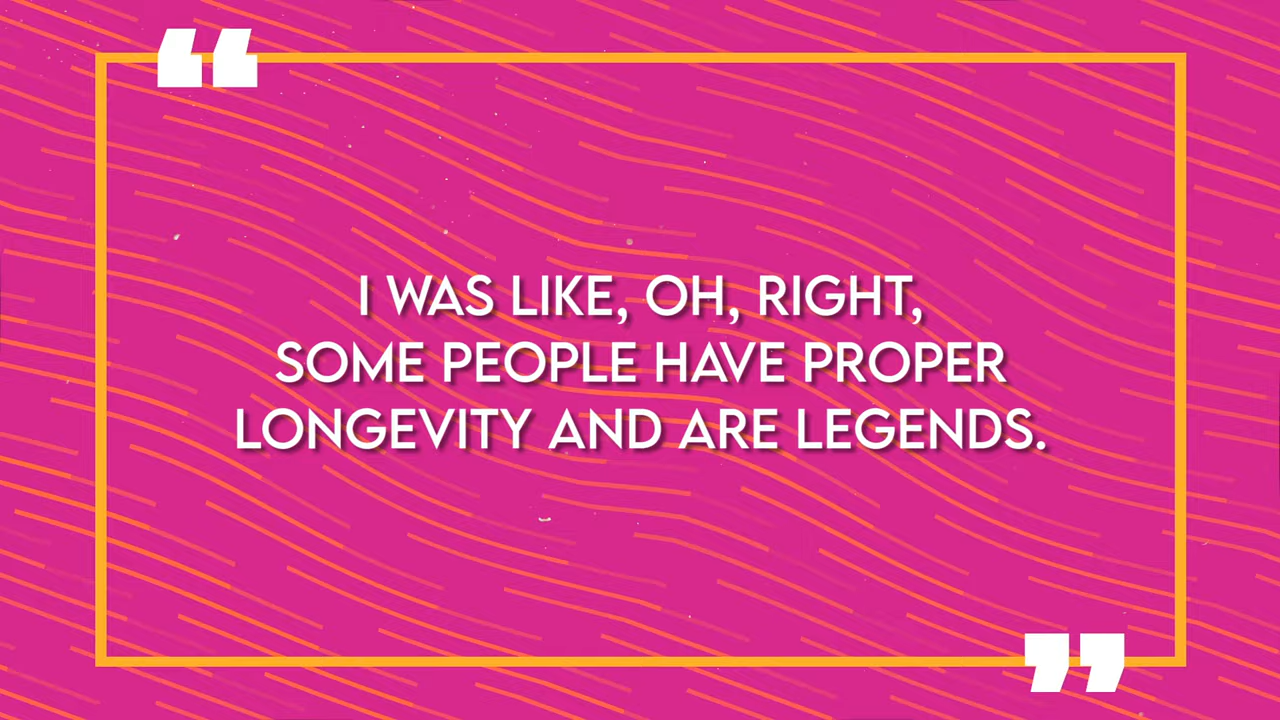 “
I WAS LIKE, OH, RIGHT,
SOME PEOPLE HAVE PROPER
LONGEVITY AND ARE LEGENDS.
”